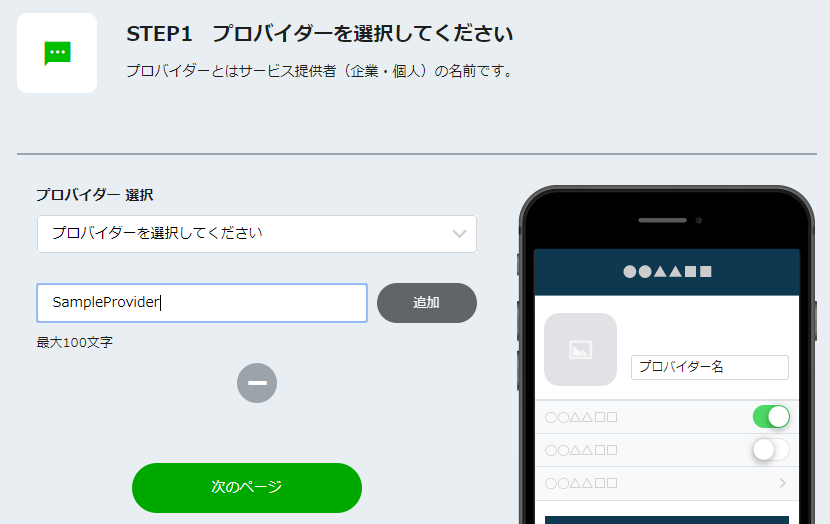 STEP1 プロバイダーを選択してください
プロバイダーとはサービス提供者（企業・個人）の名前です。
プロバイダー 選択
プロバイダーを選択してください
SampleProvider
追加
最大100文字
次のページ
○○△△□□
プロバイダー名
○○△△□□
○○△△□□
○○△△□□